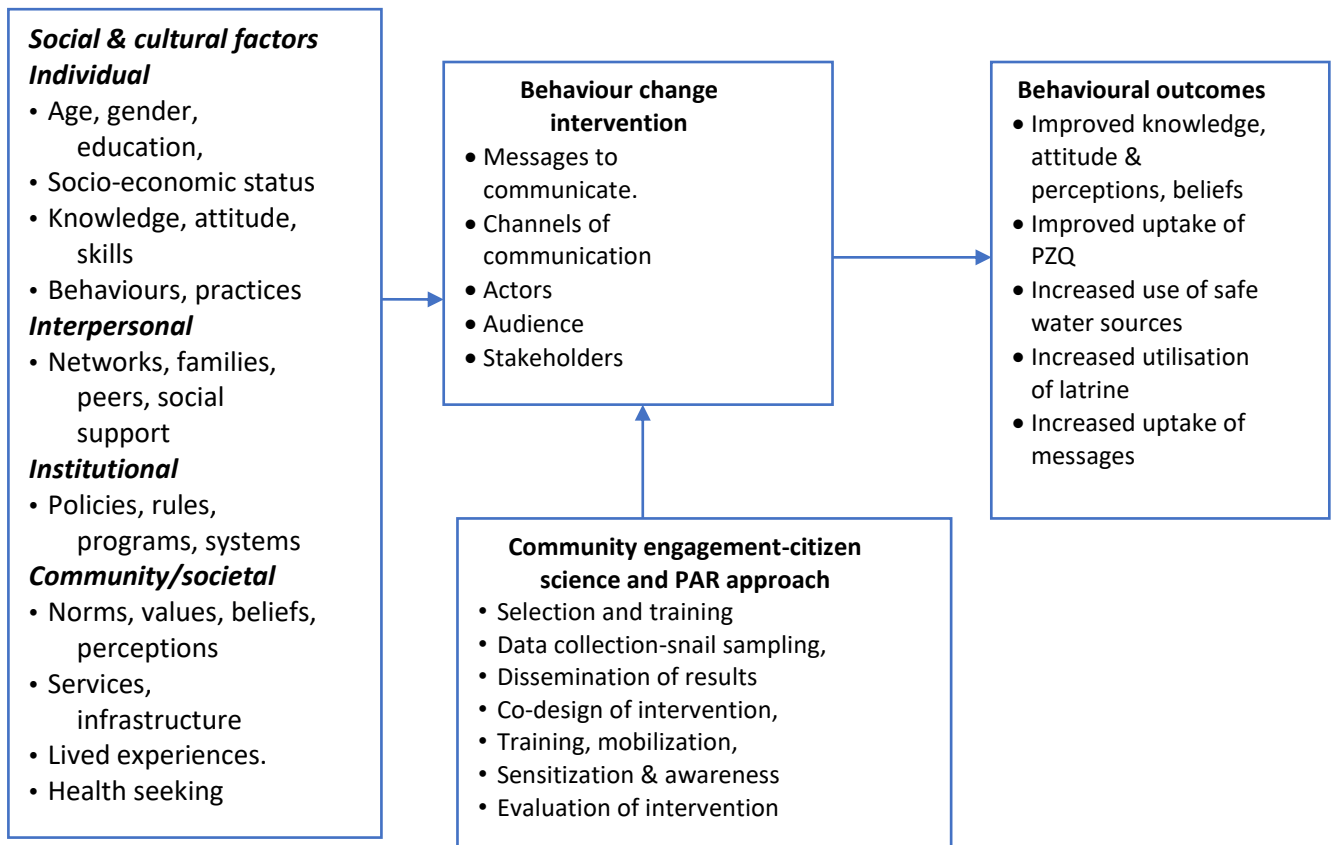 Social & cultural factors
Individual
• Age, gender,
education,
• Socio-economic status
• Knowledge, attitude,
skills
• Behaviours, practices
Interpersonal
• Networks, families,
peers, social
support
Institutional
• Policies, rules,
programs, systems
Community/societal
• Norms, values, beliefs,
perceptions
• Services,
infrastructure
• Lived experiences.
• Health seeking
Behaviour change
intervention
• Messages to
communicate.
• Channels of
communication
• Actors
• Audience
• Stakeholders
Community engagement-citizen
science and PAR approach
• Selection and training
• Data collection-snail sampling,
• Dissemination of results
• Co-design of intervention,
• Training, mobilization,
• Sensitization & awareness
• Evaluation of intervention
Behavioural outcomes
• Improved knowledge,
attitude &
perceptions, beliefs
• Improved uptake of
PZQ
• Increased use of safe
water sources
• Increased utilisation
of latrine
• Increased uptake of
messages